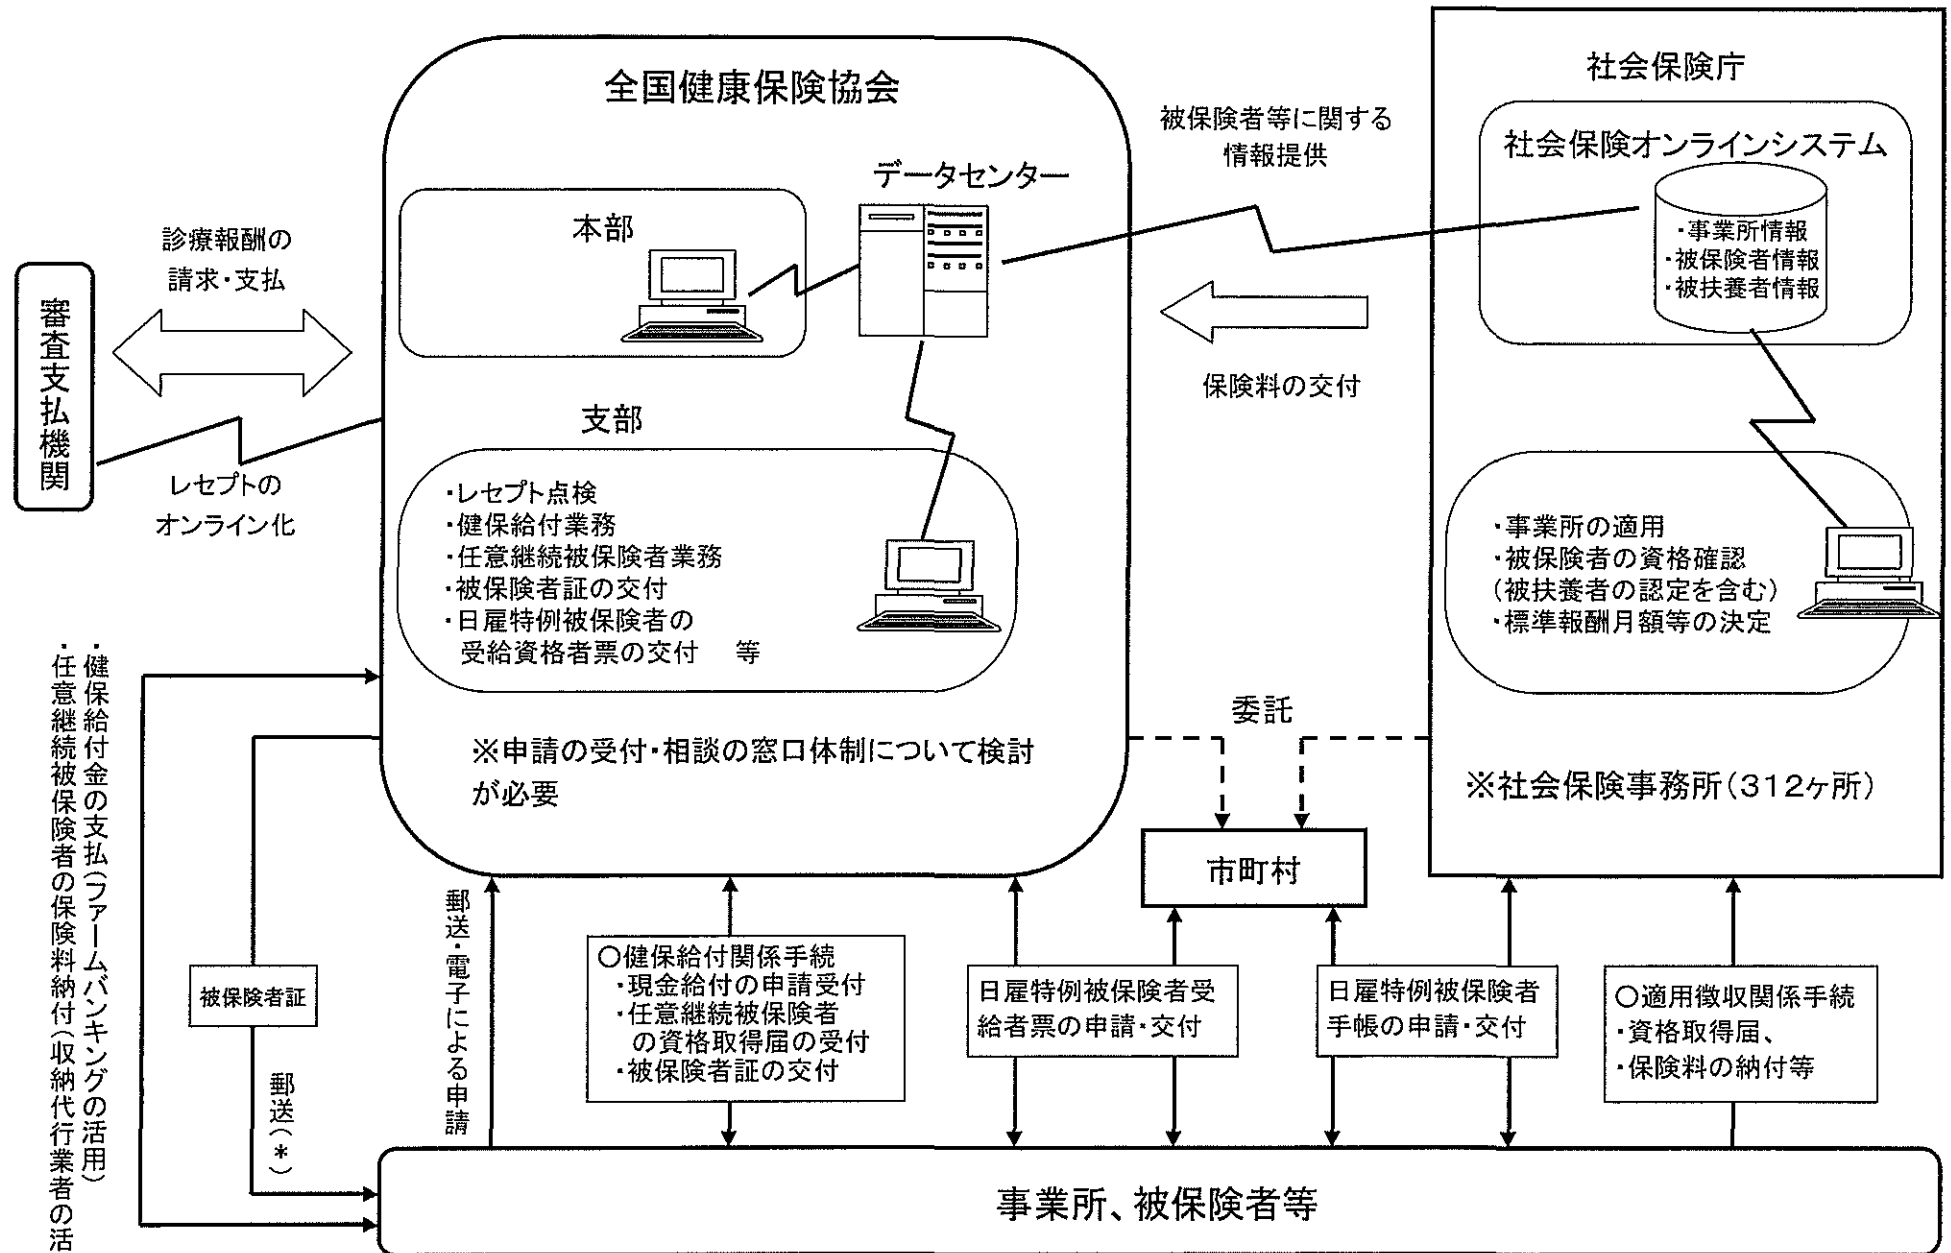 全国健康保険協会
データセンター
本部
支部
・レセプト点検
・健保給付業務
・任意継続被保険者業務
・被保険者証の交付
・日雇特例被保険者の
受給資格者票の交付 等
※申請の受付・相談の窓口体制について検討
が必要
診療報酬の
請求・支払
審査支払機関
レセプトの
オンライン化
被保険者等に関する
情報提供
保険料の交付
社会保険庁
社会保険オンラインシステム
・事業所情報
・被保険者情報
・被扶養者情報
・事業所の適用
・被保険者の資格確認
(被扶養者の認定を含む)
・標準報酬月額等の決定
※社会保険事務所(312ヶ所)
委託
市町村
・健保給付金の支払(ファームバンキングの活用)
・任意継続被保険者の保険料納付(収納代行業者の活
被保険者証
郵送(*)
郵送・電子による申請
○健保給付関係手続
・現金給付の申請受付
・任意継続被保険者
の資格取得届の受付
・被保険者証の交付
日雇特例被保険者受
給者票の申請・交付
日雇特例被保険者
手帳の申請・交付
○適用徴収関係手続
・資格取得届、
・保険料の納付等
事業所、被保険者等